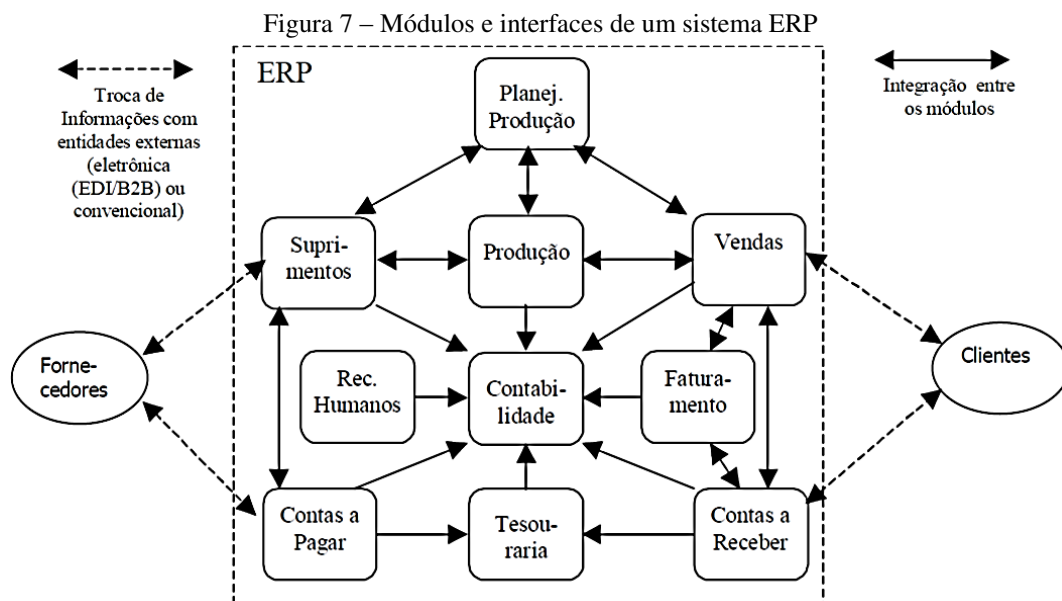 Figura 7 – Módulos e interfaces de um sistema ERP
ERP
Troca de
Informações com
entidades externas
(eletrônica
(EDI/B2B) ou
convencional)
Integração entre
os módulos
Planej.
Produção
Supri-
mentos
Produção
Vendas
Forne-
cedores
Rec.
Humanos
Contabi-
lidade
Fatura-
mento
Clientes
Contas a
Pagar
Tesou-
raria
Contas a
Receber